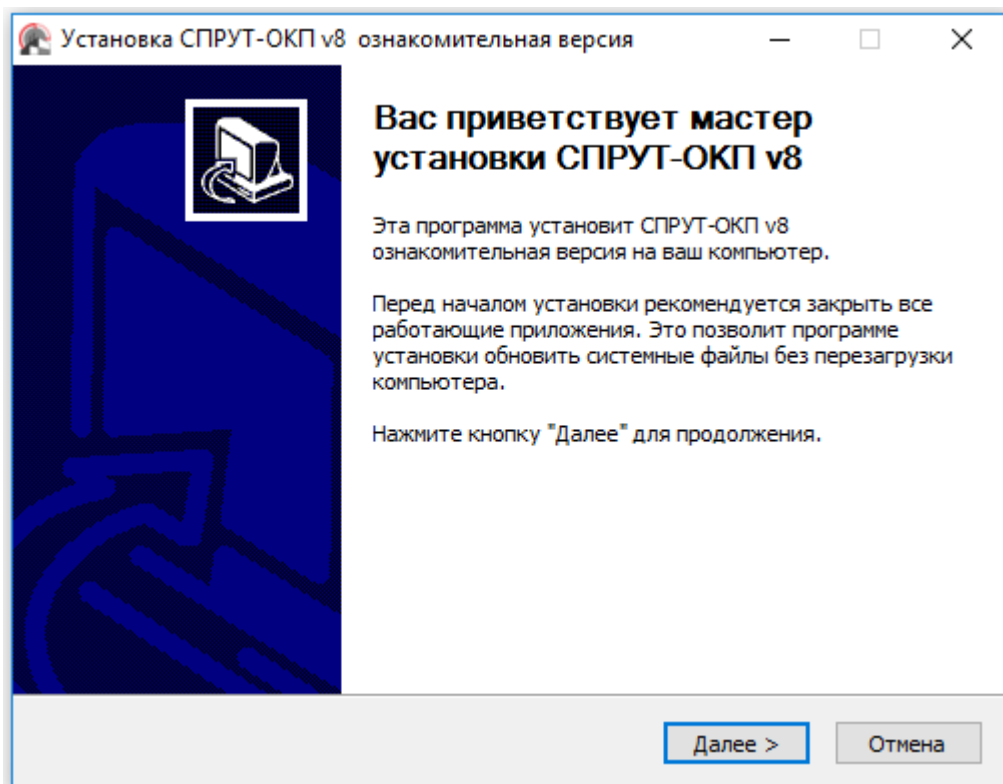 Установка СПРУТ-ОКП v8 ознакомительная версия
Вас приветствует мастер
установки СПРУТ-ОКП v8
Эта программа установит СПРУТ-ОКП v8
ознакомительная версия на ваш компьютер.
Перед началом установки рекомендуется закрыть все
работающие приложения. Это позволит программе
установки обновить системные файлы без перезагрузки
компьютера.
Нажмите кнопку "Далее" для продолжения.
Далее >
Отмена